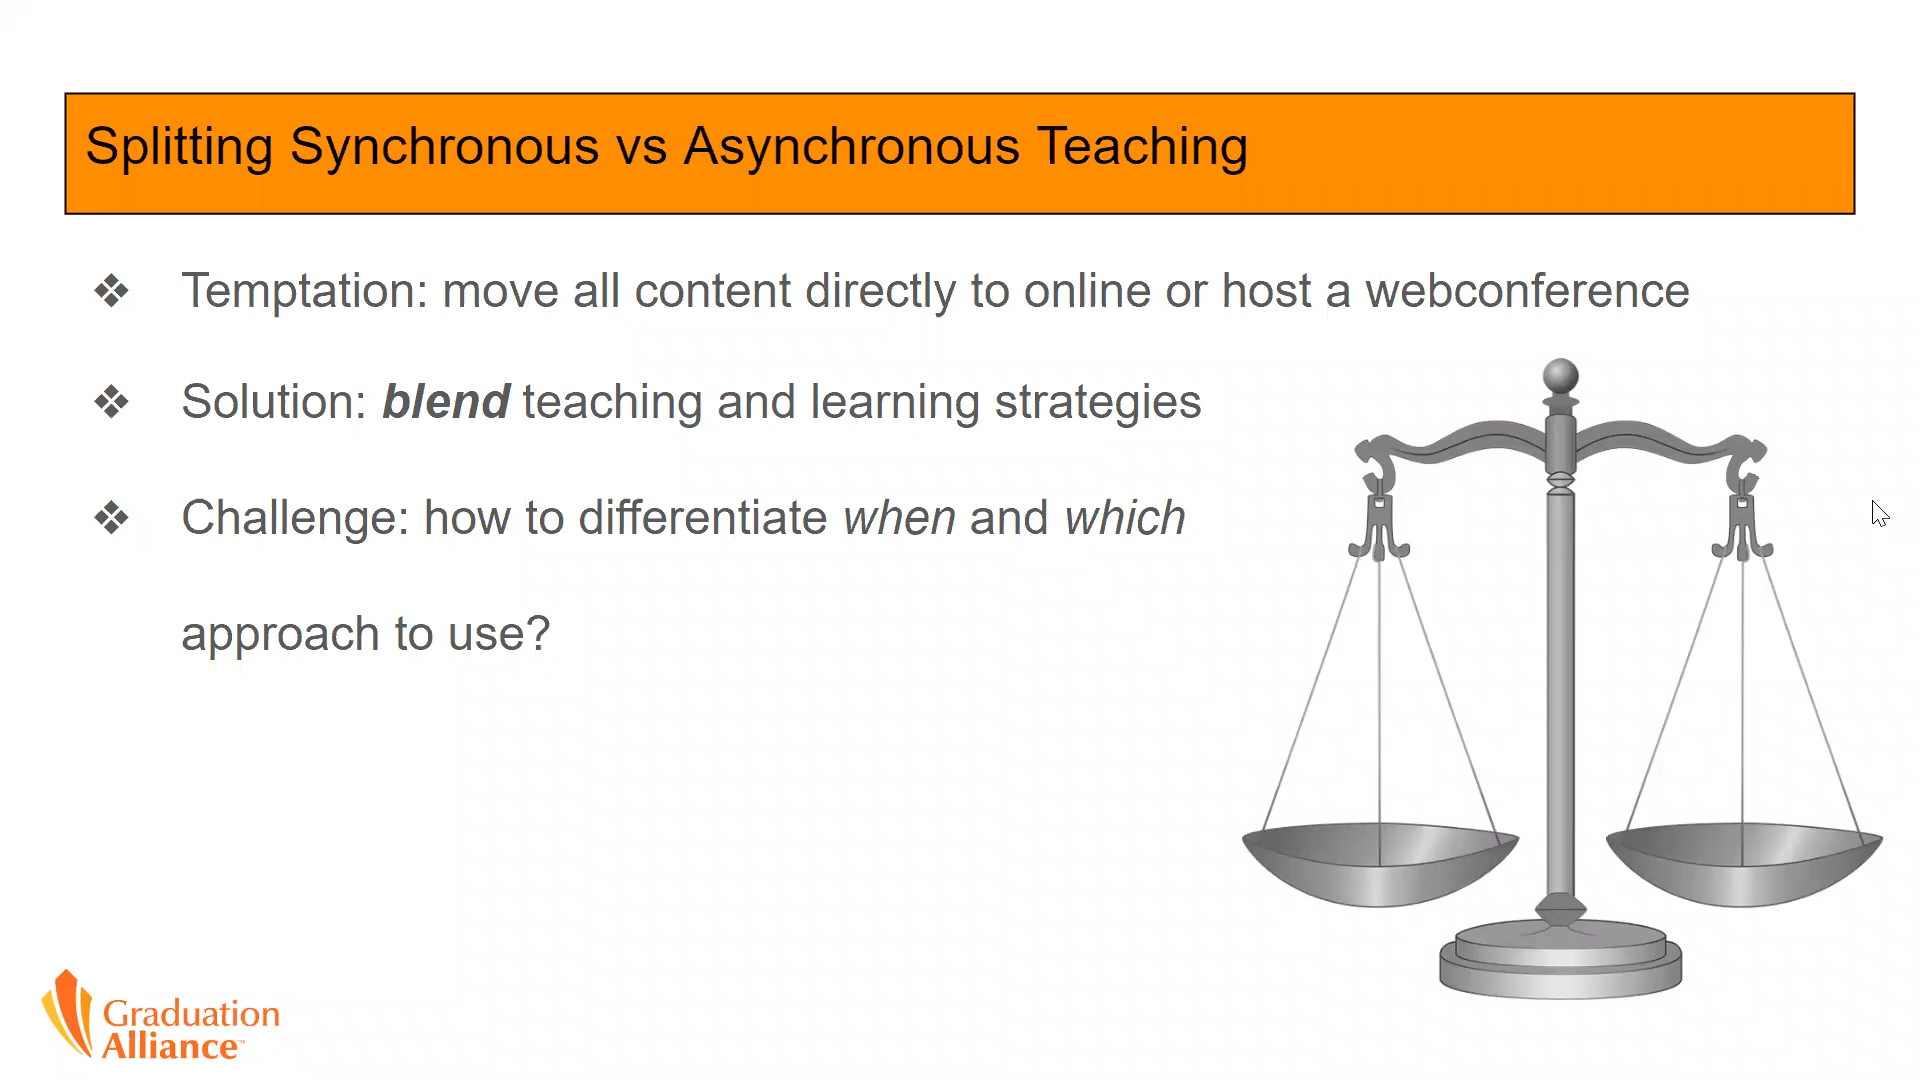 Splitting Synchronous vs Asynchronous Teaching
❖ Temptation: move all content directly to online or host a webconference
❖ Solution: blend teaching and learning strategies
❖ Challenge: how to differentiate when and which
approach to use?
Graduation
Alliance™